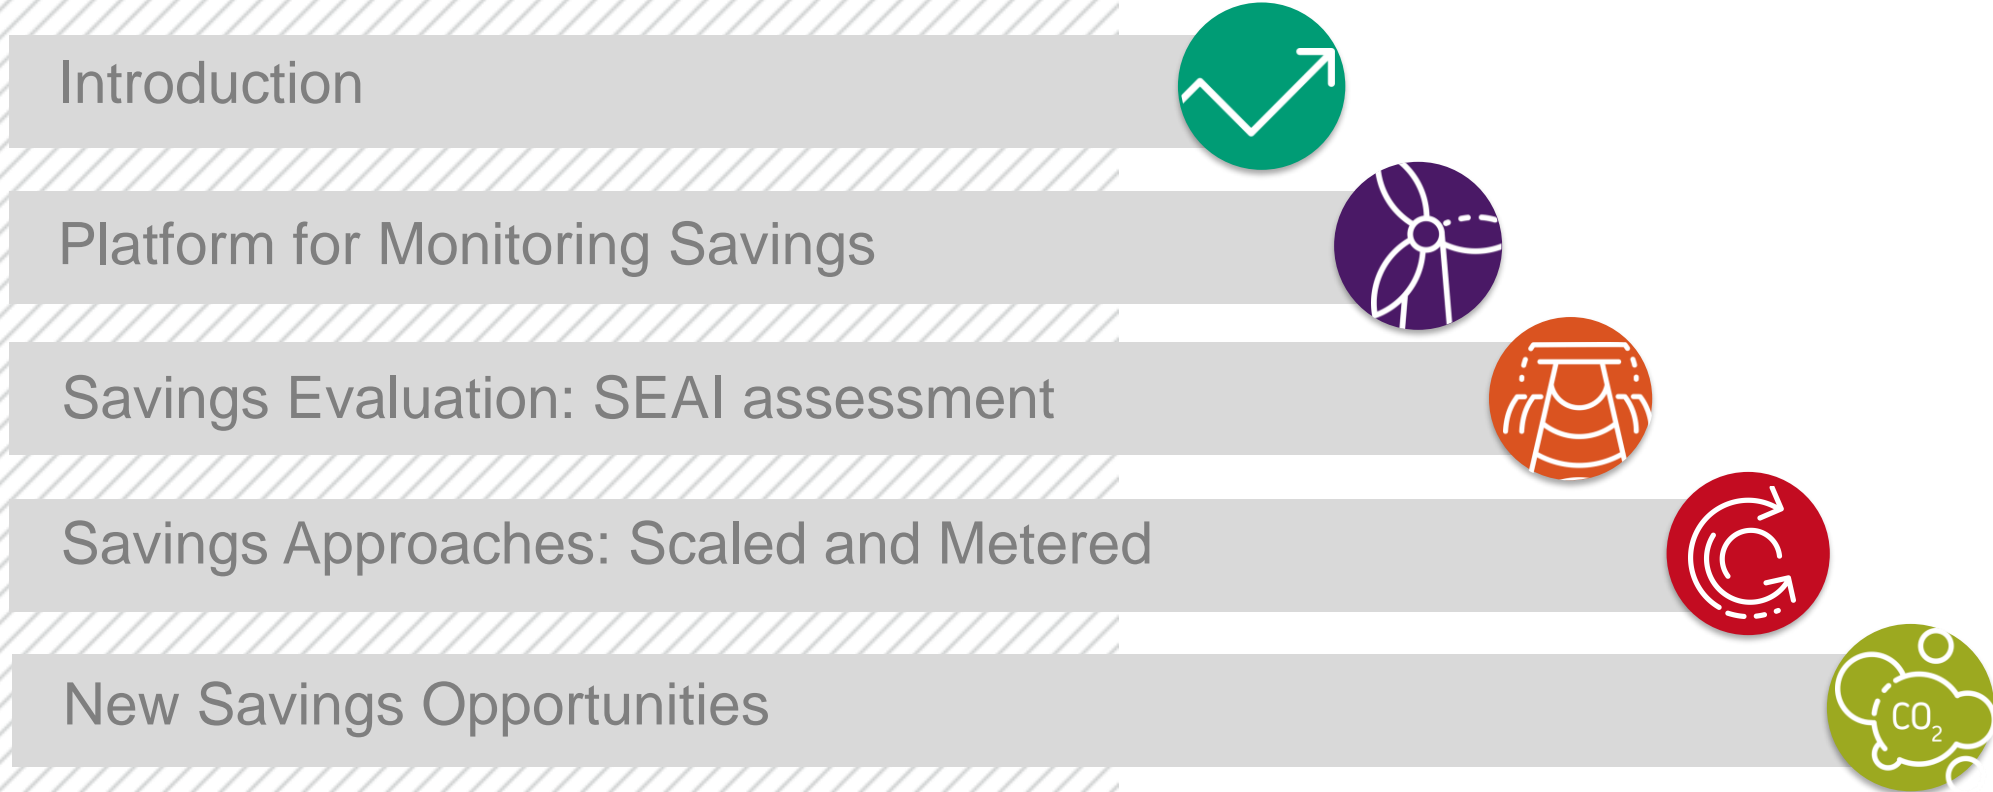 Introduction
Platform for Monitoring Savings
Savings Evaluation: SEAI assessment
Savings Approaches: Scaled and Metered
New Savings Opportunities
CO₂